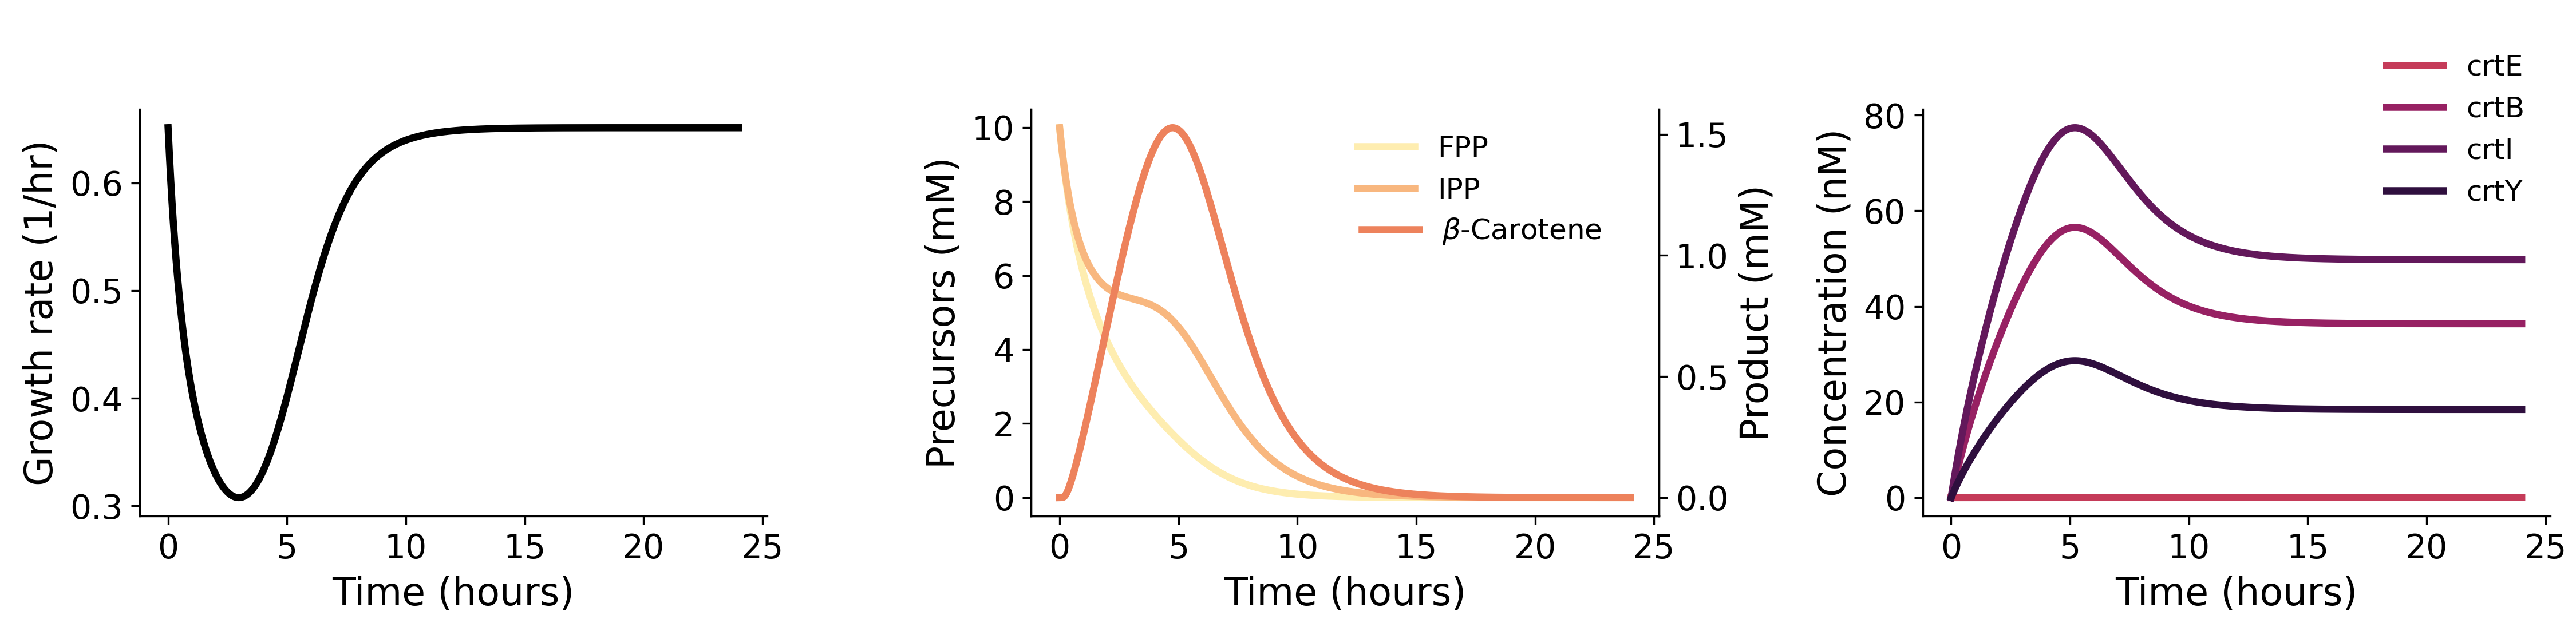 Growth rate (1/hr)
0.6
0.5
0.4
0.3
0 5 10 15 20 25
Time (hours)
Precursors (mM)
10
8
6
4
2
0
FPP
IPP
β-Carotene
1.5
1.0
0.5
0.0
Product (mM)
0 5 10 15 20 25
Time (hours)
Concentration (nM)
80
60
40
20
0
crtE
crtB
crtI
crtY
0 5 10 15 20 25
Time (hours)